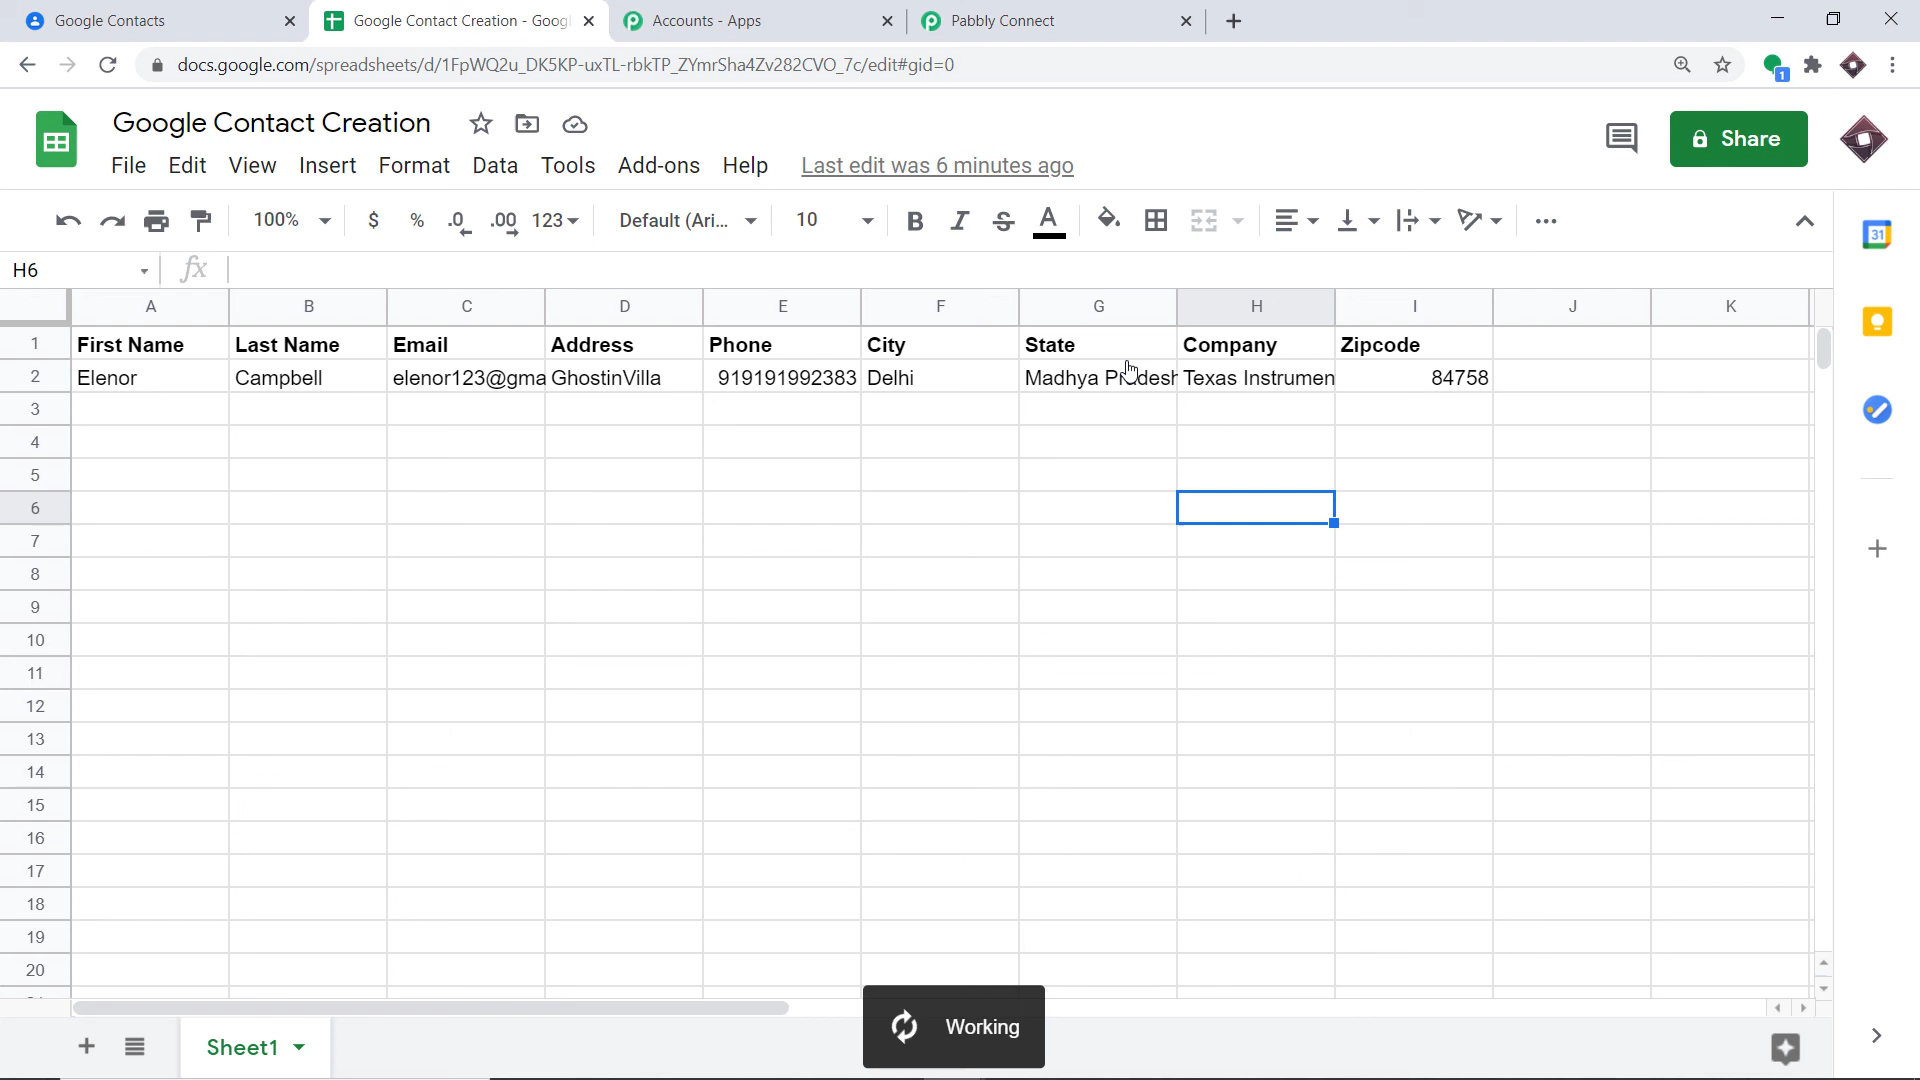 Google Contacts
Google Contact Creation - Goog
Accounts - Apps
Pabbly Connect
docs.google.com/spreadsheets/d/1FpWQ2u_DK5KP-uxTL-rbkTP_ZYmrSha4Zv282CVO_7c/edit#gid=0
1
Google Contact Creation
Share
File Edit View Insert Format Data Tools Add-ons Help Last edit was 6 minutes ago
100% $ % .0 .00 123 Default (Ari... 10 B I S A
31
H6 fx
A B C D E F G H I J K
1 First Name Last Name Email Address Phone City State Company Zipcode
2 Elenor Campbell elenor123@gma GhostinVilla 919191992383 Delhi Madhya Pradesh Texas Instrumen 84758
3
4
5
6
7
8
9
10
11
12
13
14
15
16
17
18
19
20
Working
Sheet1